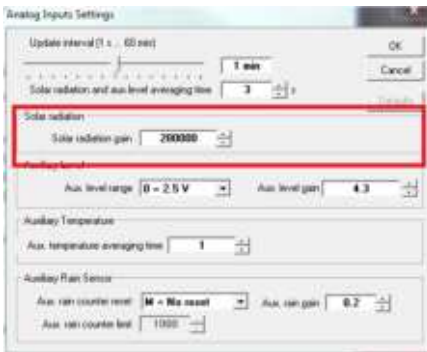 Analog Inputs Settings
Update interval (1 s ... 60 min)
OK
1 min
Cancel
Solar radiation and aux. level averaging time 3 s
Solar radiation
Solar radiation gain 200000
Aux. level range 0 - 2.5 V Aux. level gain 4.3
Auxiliary Temperature
Aux. temperature averaging time 1
Auxiliary Rain Sensor
Aux. rain counter reset M = No reset Aux. rain gain 0.2
Aux. rain counter limit 1000